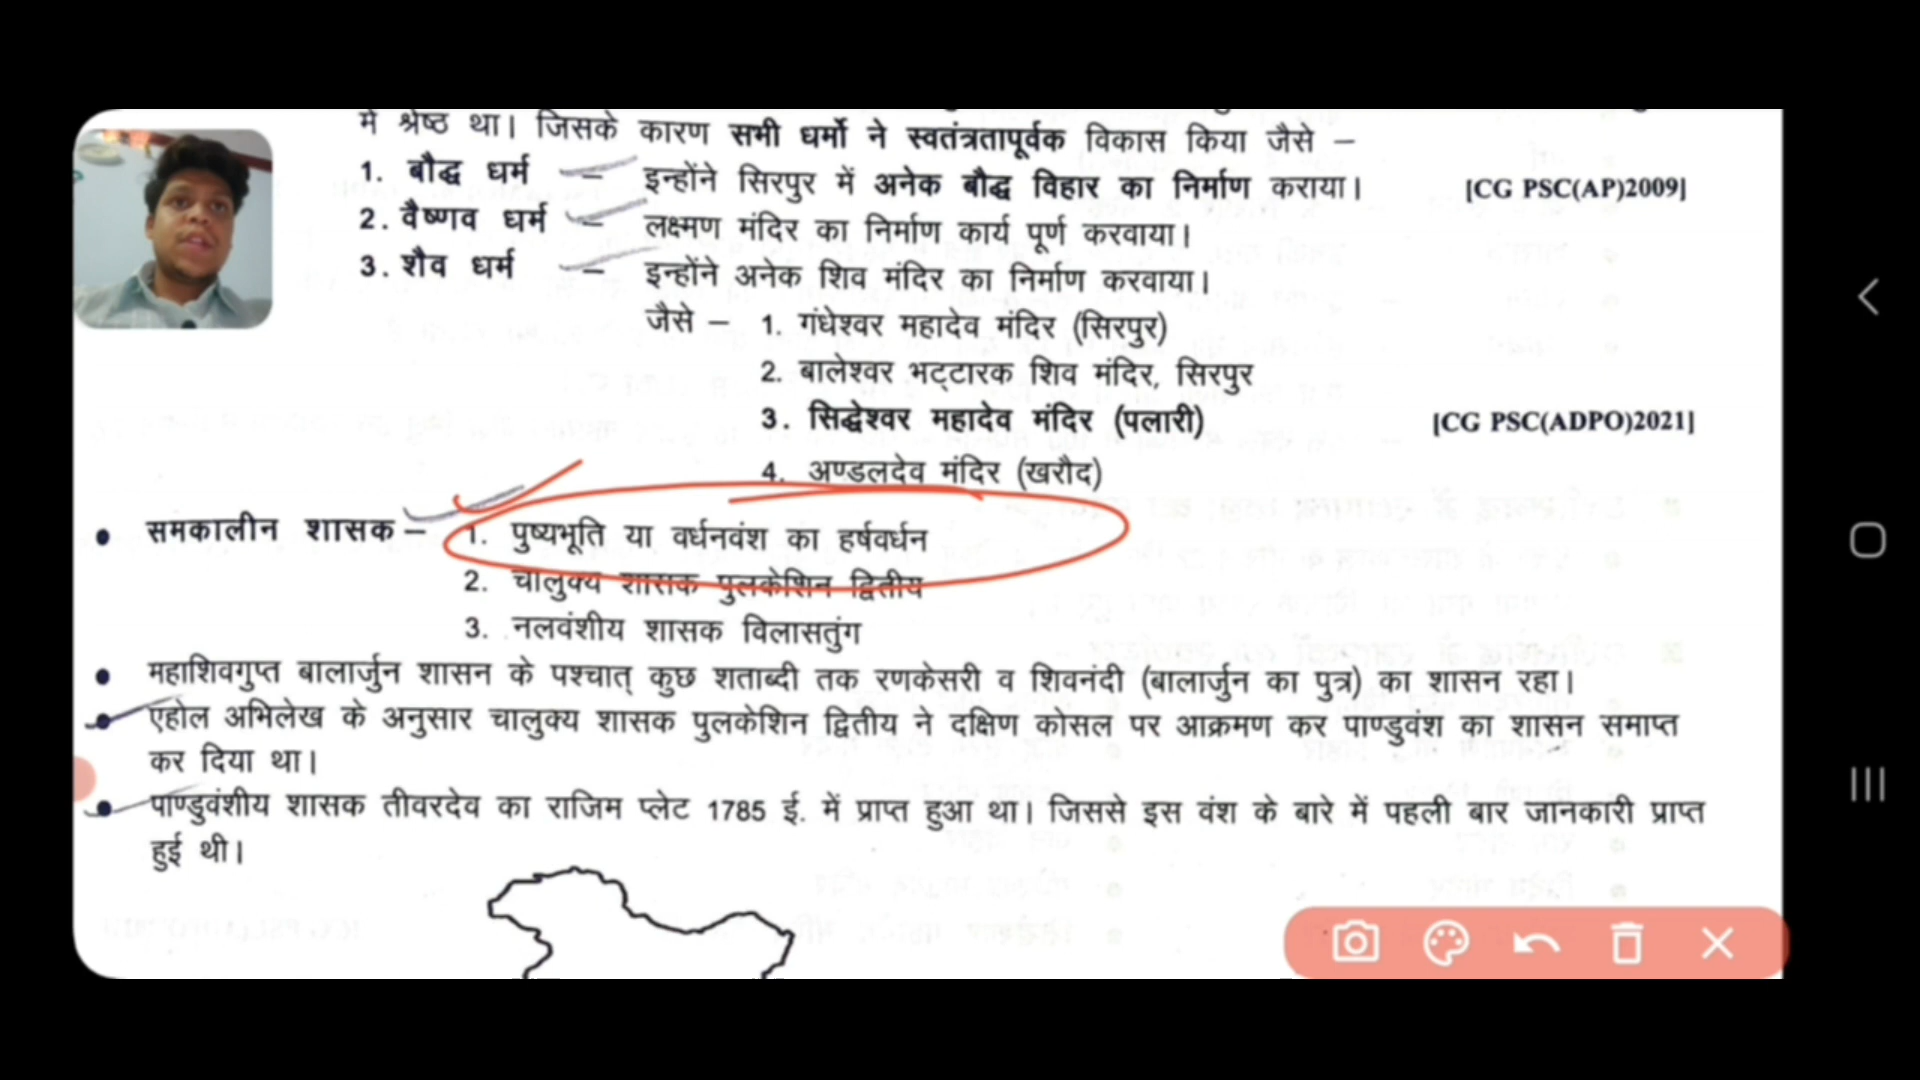 में श्रेष्ठ था। जिसके कारण सभी धर्मो ने स्वतंत्रतापूर्वक विकास किया जैसे –
1. बौद्ध धर्म – इन्होंने सिरपुर में अनेक बौद्ध विहार का निर्माण कराया। [CG PSC(AP)2009]
2. वैष्णव धर्म – लक्ष्मण मंदिर का निर्माण कार्य पूर्ण करवाया।
3. शैव धर्म – इन्होंने अनेक शिव मंदिर का निर्माण करवाया।
जैसे – 1. गंधेश्वर महादेव मंदिर (सिरपुर)
2. बालेश्वर भट्टारक शिव मंदिर, सिरपुर
3. सिद्धेश्वर महादेव मंदिर (पलारी) [CG PSC(ADPO)2021]
4. अण्डलदेव मंदिर (खरौद)
• समकालीन शासक – 1. पुष्यभूति या वर्धनवंश का हर्षवर्धन
2. चालुक्य शासक पुलकेशिन द्वितीय
3. नलवंशीय शासक विलासतुंग
• महाशिवगुप्त बालार्जुन शासन के पश्चात् कुछ शताब्दी तक रणकेसरी व शिवनंदी (बालार्जुन का पुत्र) का शासन रहा।
• एहोल अभिलेख के अनुसार चालुक्य शासक पुलकेशिन द्वितीय ने दक्षिण कोसल पर आक्रमण कर पाण्डुवंश का शासन समाप्त
कर दिया था।
• पाण्डुवंशीय शासक तीवरदेव का राजिम प्लेट 1785 ई. में प्राप्त हुआ था। जिससे इस वंश के बारे में पहली बार जानकारी प्राप्त
हुई थी।